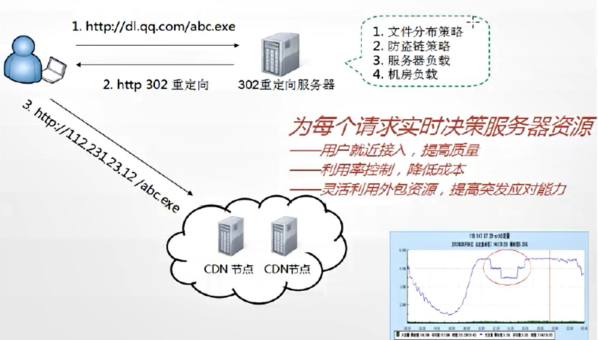 1. http://dl.qq.com/abc.exe
2. http 302 重定向
302重定向服务器
1. 文件分布策略
2. 防盗链策略
3. 服务器负载
4. 机房负载
3. http://112.231.23.12 /abc.exe
为每个请求实时决策服务器资源
——用户就近接入，提高质量
——利用率控制，降低成本
——灵活利用外包资源，提高突发应对能力
CDN 节点
CDN节点